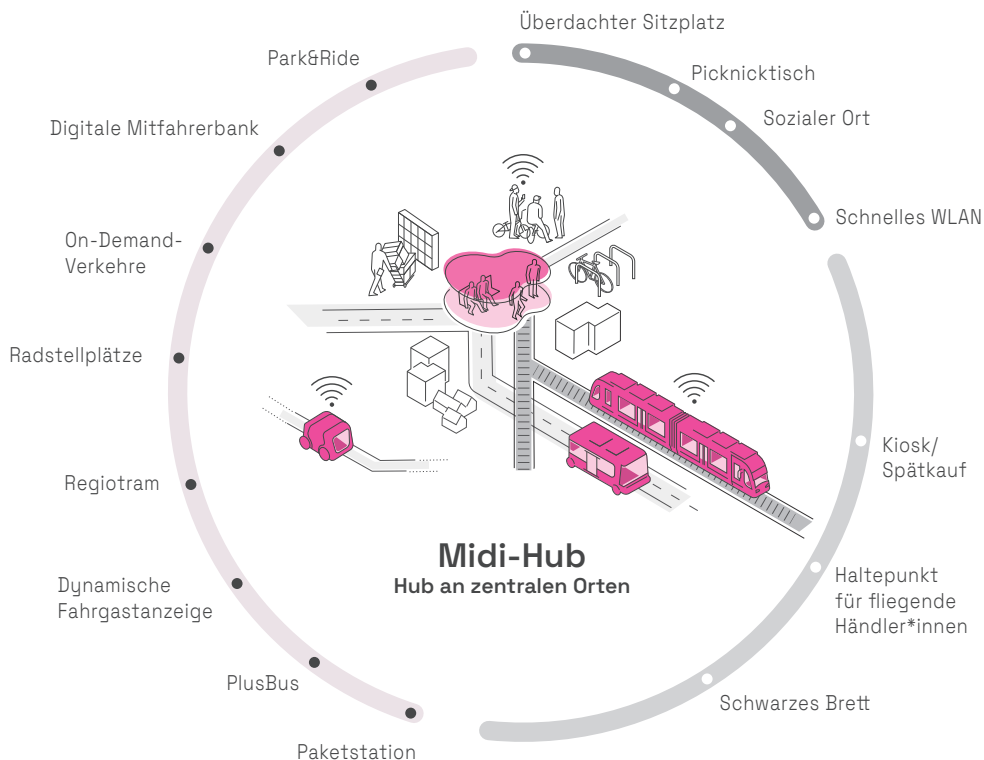 Überdachter Sitzplatz
Park&Ride
Picknicktisch
Sozialer Ort
Digitale Mitfahrerbank
Schnelles WLAN
On-Demand-
Verkehre
Radstellplätze
Kiosk/
Spätkauf
Regiotram
Midi-Hub
Hub an zentralen Orten
Haltepunkt
für fliegende
Händler*innen
Dynamische
Fahrgastanzeige
PlusBus
Schwarzes Brett
Paketstation